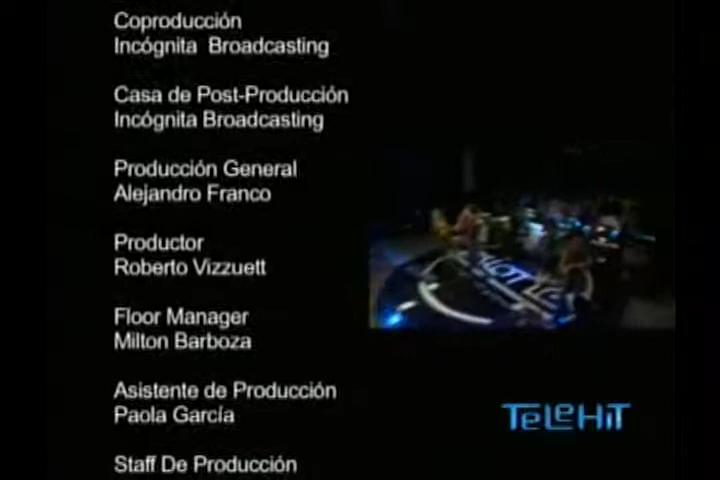 Coproducción
Incógnita Broadcasting
Casa de Post-Producción
Incógnita Broadcasting
Producción General
Alejandro Franco
Productor
Roberto Vizzuett
Floor Manager
Milton Barboza
Asistente de Producción
Paola García
Staff De Producción
TeLeHiT